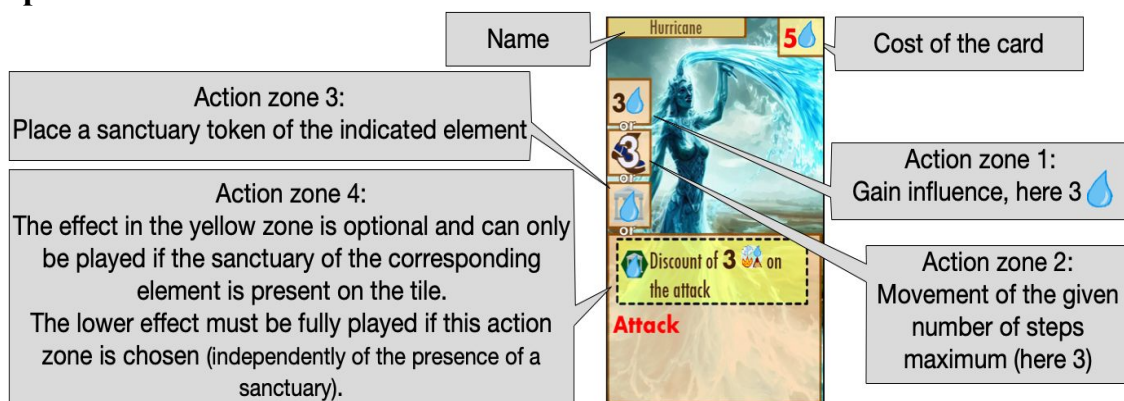 Name
Hurricane
5
Cost of the card
Action zone 3:
Place a sanctuary token of the indicated element
3
or
3
or
or
Action zone 1:
Gain influence, here 3
Action zone 4:
The effect in the yellow zone is optional and can only
be played if the sanctuary of the corresponding
element is present on the tile.
The lower effect must be fully played if this action
zone is chosen (independently of the presence of a
sanctuary).
Discount of 3 on
the attack
Attack
Action zone 2:
Movement of the given
number of steps
maximum (here 3)